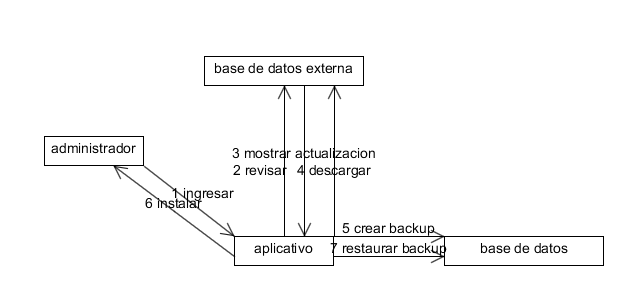 base de datos externa
administrador
3 mostrar actualizacion
2 revisar
4 descargar
1 ingresar
6 instalar
5 crear backup
aplicativo
7 restaurar backup
base de datos